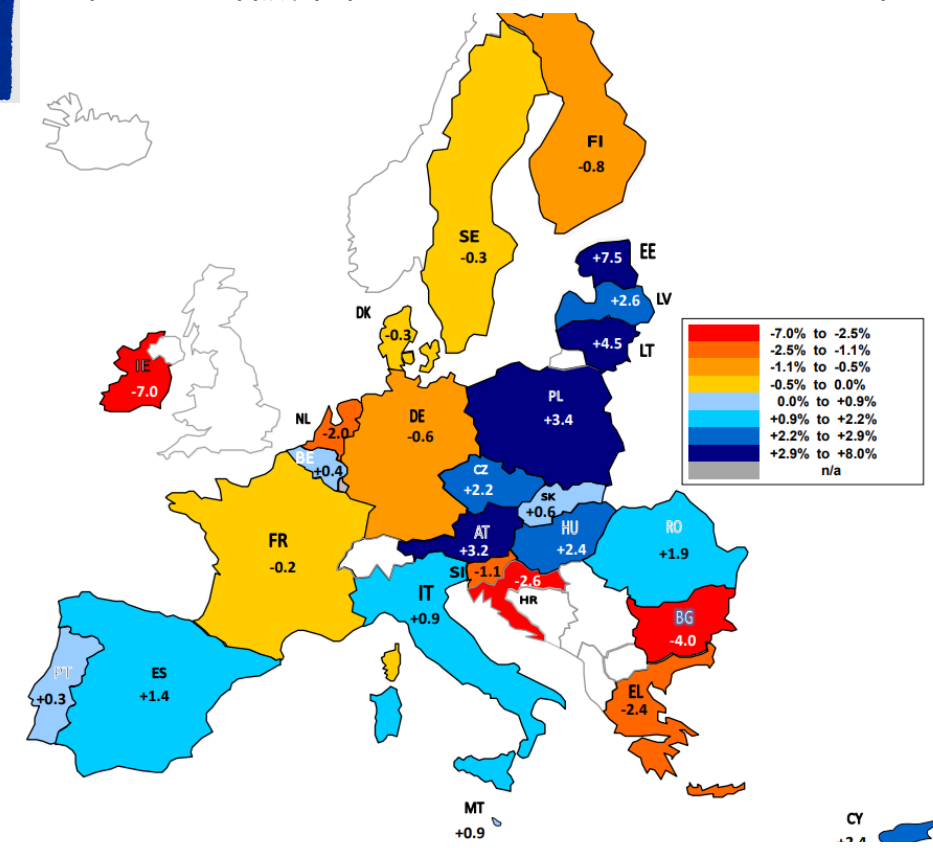 FI
-0.8
SE
-0.3
+7.5 EE
+2.6 LV
DK
-0.3
+4.5 LT
-7.0% to -2.5%
-2.5% to -1.1%
-1.1% to -0.5%
-0.5% to 0.0%
0.0% to +0.9%
+0.9% to +2.2%
+2.2% to +2.9%
+2.9% to +8.0%
n/a
IE
-7.0
PL
+3.4
NL
-2.0
DE
-0.6
BE
+0.4
CZ
+2.2
SK
+0.6
FR
-0.2
AT
+3.2
HU
+2.4
RO
+1.9
SI -1.1
-2.6
HR
IT
+0.9
BG
-4.0
PT
+0.3
ES
+1.4
EL
-2.4
MT
+0.9
CY